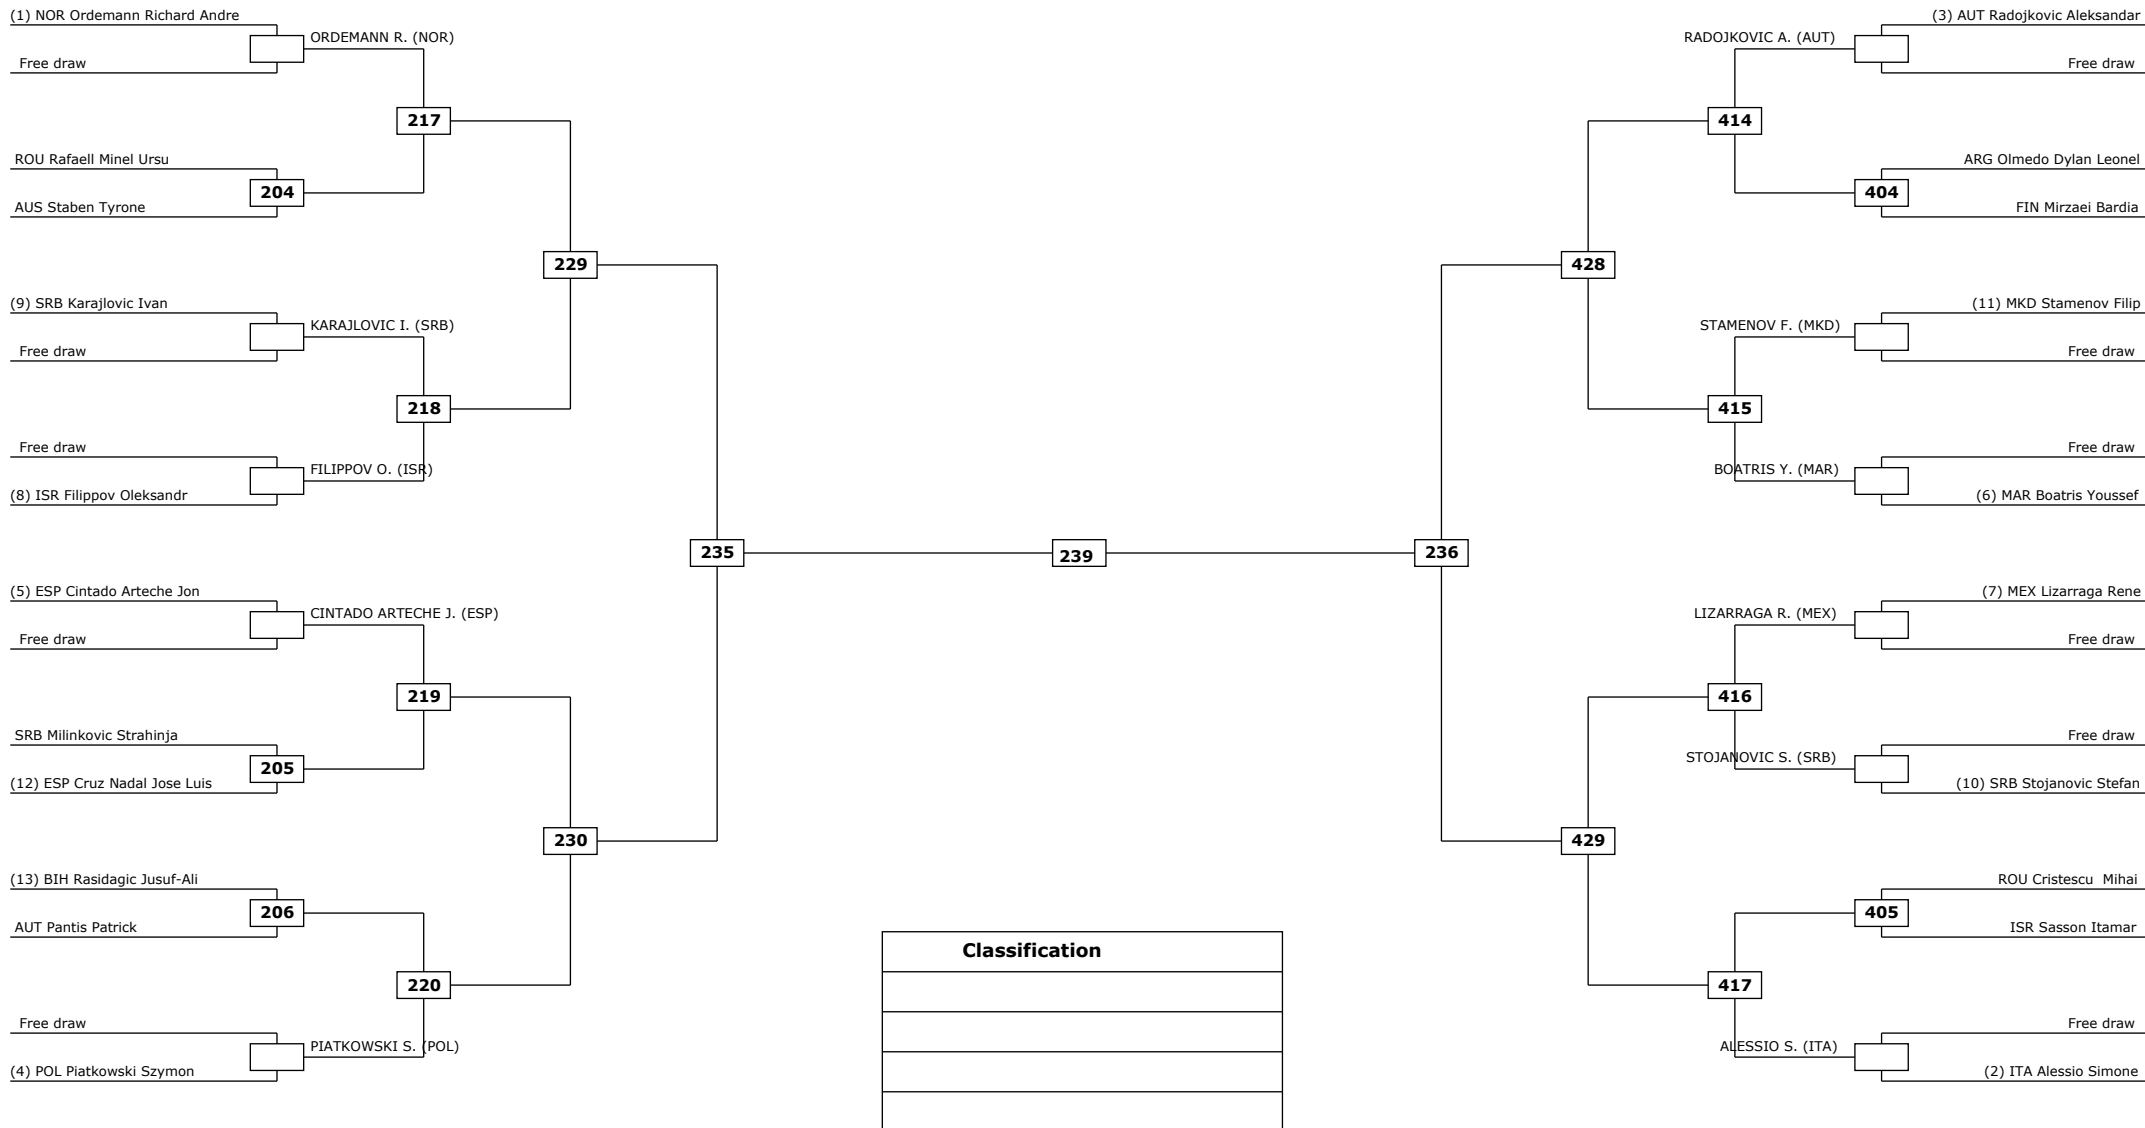 (1) NOR Ordemann Richard Andre
Free draw
ORDEMANN R. (NOR)
217
ROU Rafaell Minel Ursu
204
AUS Staben Tyrone
229
(9) SRB Karajlovic Ivan
KARAJLOVIC I. (SRB)
Free draw
218
Free draw
FILIPPOV O. (ISR)
(8) ISR Filippov Oleksandr
235
(5) ESP Cintado Arteche Jon
CINTADO ARTECHE J. (ESP)
Free draw
219
SRB Milinkovic Strahinja
205
(12) ESP Cruz Nadal Jose Luis
230
(13) BIH Rasidagic Jusuf-Ali
206
AUT Pantis Patrick
220
Free draw
PIATKOWSKI S. (POL)
(4) POL Piatkowski Szymon
239
Classification
(3) AUT Radojkovic Aleksandar
RADOJKOVIC A. (AUT)
Free draw
414
ARG Olmedo Dylan Leonel
404
FIN Mirzaei Bardia
428
(11) MKD Stamenov Filip
STAMENOV F. (MKD)
Free draw
415
Free draw
BOATRIS Y. (MAR)
(6) MAR Boatris Youssef
236
(7) MEX Lizarraga Rene
LIZARRAGA R. (MEX)
Free draw
416
Free draw
STOJANOVIC S. (SRB)
(10) SRB Stojanovic Stefan
429
ROU Cristescu  Mihai
405
ISR Sasson Itamar
417
Free draw
ALESSIO S. (ITA)
(2) ITA Alessio Simone